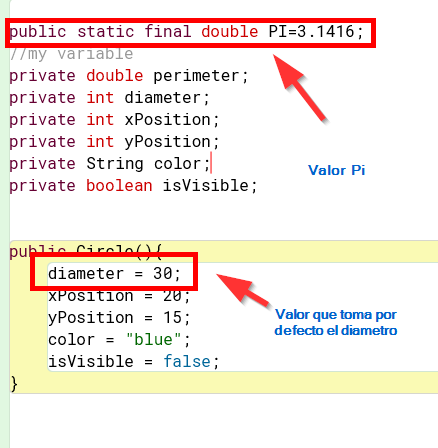 public static final double PI=3.1416;
//my variable
private double perimeter;
private int diameter;
private int xPosition;
private int yPosition;
private String color;
private boolean isVisible;
Valor Pi
public Circle(){
diameter = 30;
xPosition = 20;
yPosition = 15;
color = "blue";
isVisible = false;
}
Valor que toma por
defecto el diametro